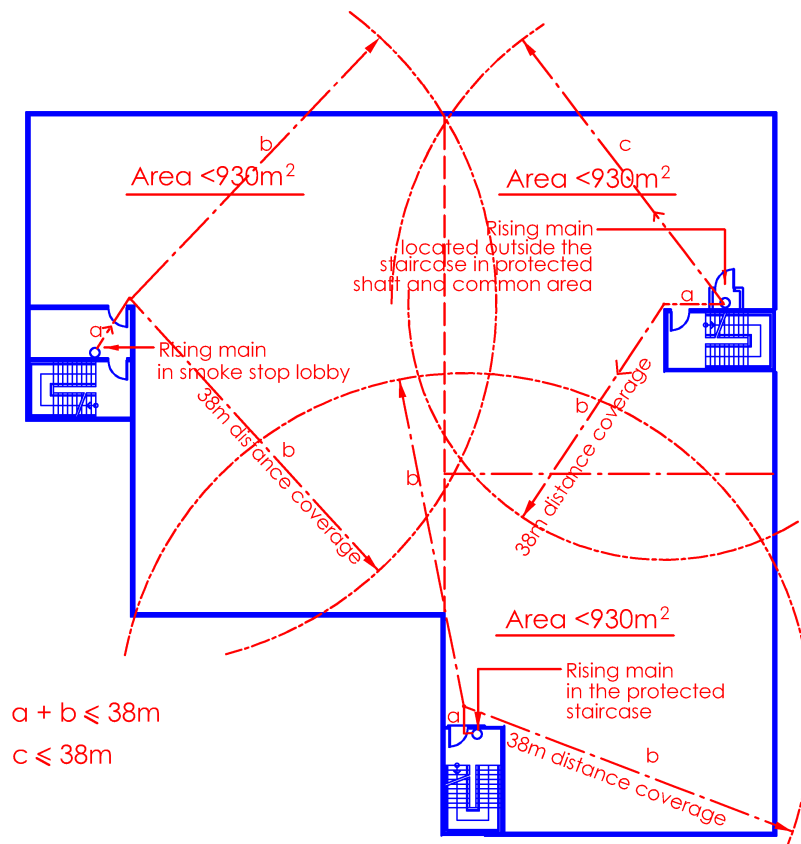 b
c
Area <930m²
Area <930m²
Rising main
located outside the
staircase in protected
shaft and common area
a
a
Rising main
in smoke stop lobby
b
38m distance coverage
b
38m distance coverage
b
Area <930m²
Rising main
in the protected
staircase
a
b
38m distance coverage
a + b ⩽ 38m
c ⩽ 38m